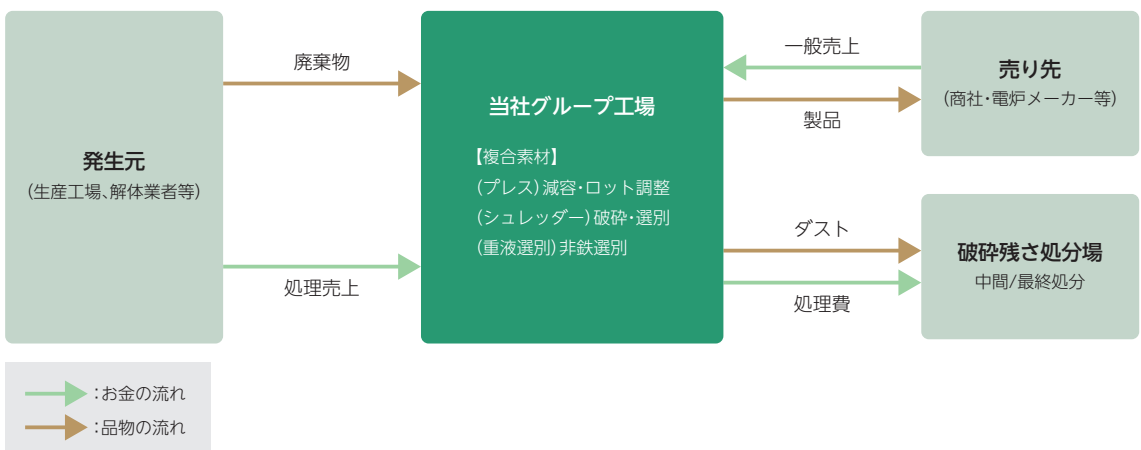 廃棄物
発生元
(生産工場、解体業者等)
処理売上
当社グループ工場
【複合素材】
(プレス)減容・ロット調整
(シュレッダー)破砕・選別
(重液選別)非鉄選別
一般売上
製品
売り先
(商社・電炉メーカー等)
ダスト
処理費
破砕残さ処分場
中間/最終処分
:お金の流れ
:品物の流れ